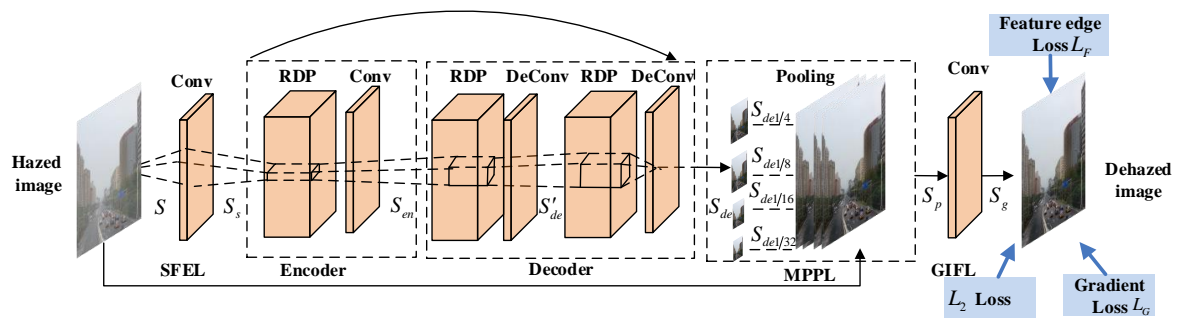 Feature edge
Loss L_F
Conv
RDP
Conv
RDP
DeConv
RDP
DeConv
Pooling
Conv
Hazed
image
S
S_s
S_en
S'_de
S_de
S_de1/4
S_de1/8
S_de1/16
S_de1/32
S_p
S_g
Dehazed
image
SFEL
Encoder
Decoder
MPPL
GIFL
L_2 Loss
Gradient
Loss L_G